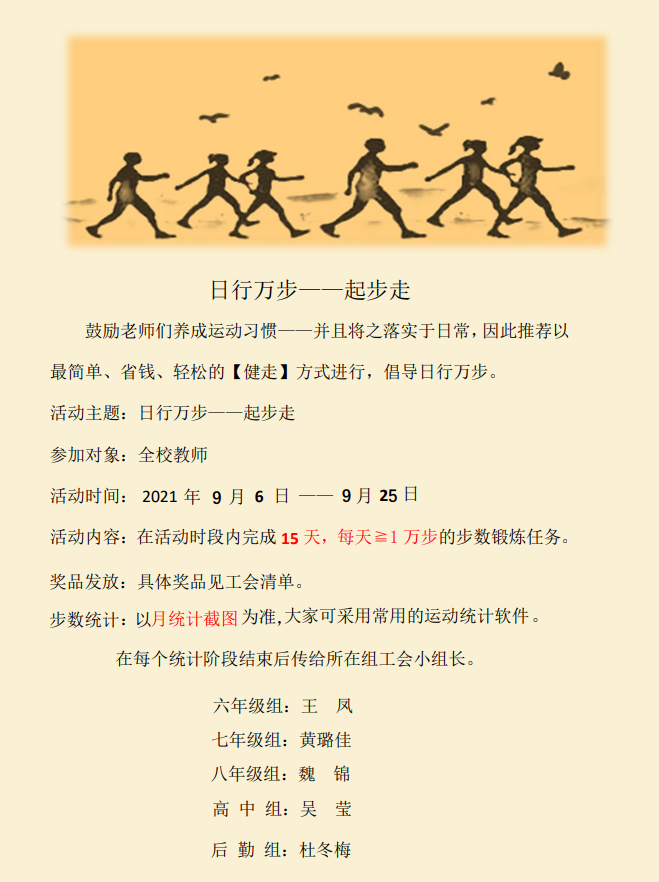 日行万步——起步走
鼓励老师们养成运动习惯——并且将之落实于日常，因此推荐以
最简单、省钱、轻松的【健走】方式进行，倡导日行万步。
活动主题：日行万步——起步走
参加对象：全校教师
活动时间： 2021 年 9 月 6 日 —— 9 月 25 日
活动内容：在活动时段内完成 15 天，每天≧1 万步的步数锻炼任务。
奖品发放：具体奖品见工会清单。
步数统计：以月统计截图为准,大家可采用常用的运动统计软件。
在每个统计阶段结束后传给所在组工会小组长。
六年级组：王 凤
七年级组：黄璐佳
八年级组：魏 锦
高 中 组：吴 莹
后 勤 组：杜冬梅